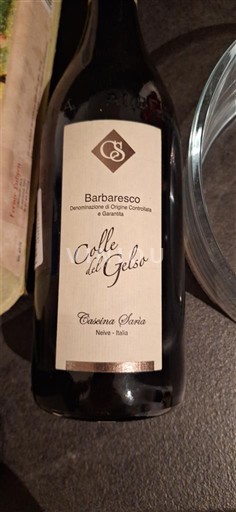 CS
Barbaresco
Denominazione di Origine Controllata
e Garantita
Colle
del Gelso
Cascina Saria
Neive - Italia